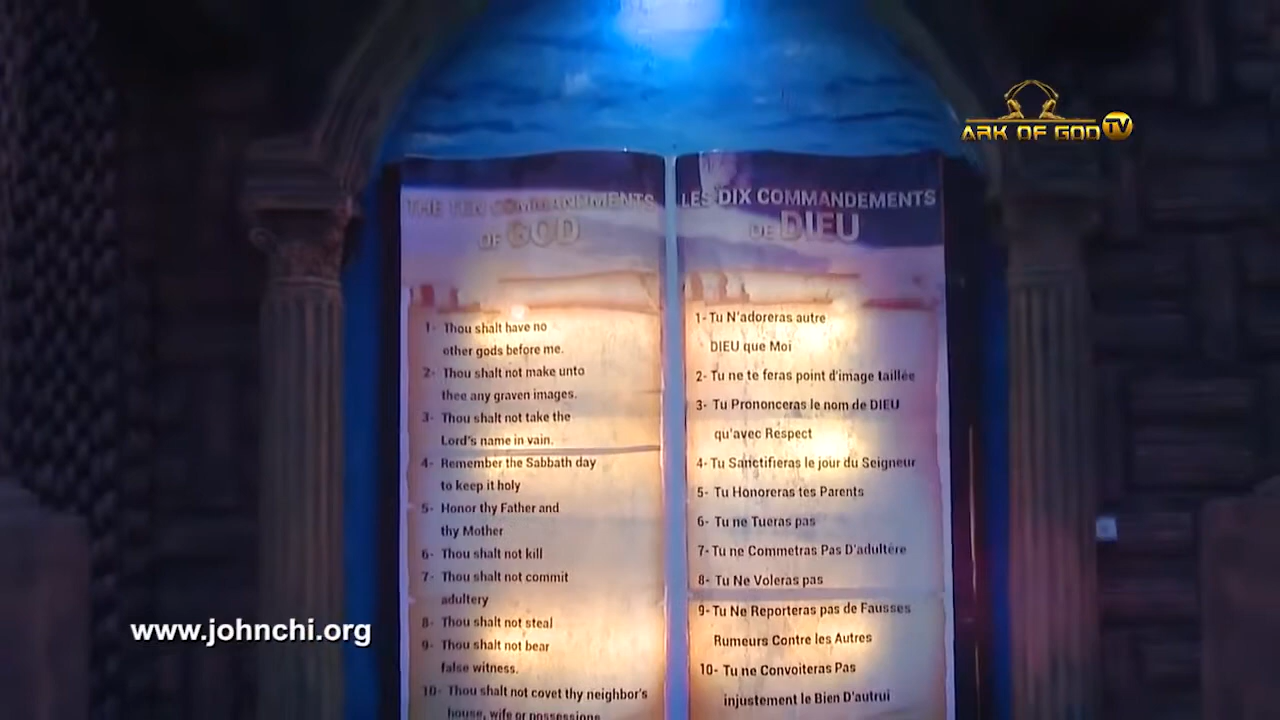 ARK OF GOD TV
THE TEN COMMANDMENTS
OF GOD
1- Thou shalt have no
other gods before me.
2- Thou shalt not make unto
thee any graven images.
3- Thou shalt not take the
Lord's name in vain.
4- Remember the Sabbath day
to keep it holy
5- Honor thy Father and
thy Mother
6- Thou shalt not kill
7- Thou shalt not commit
adultery
8- Thou shalt not steal
9- Thou shalt not bear
false witness.
10- Thou shalt not covet thy neighbor's
house, wife or possessions
LES DIX COMMANDEMENTS
DE DIEU
1- Tu N'adoreras autre
DIEU que Moi
2- Tu ne te feras point d'image taillée
3- Tu Prononceras le nom de DIEU
qu'avec Respect
4- Tu Sanctifieras le jour du Seigneur
5- Tu Honoreras tes Parents
6- Tu ne Tueras pas
7- Tu ne Commetras Pas D'adultère
8- Tu Ne Voleras pas
9- Tu Ne Reporteras pas de Fausses
Rumeurs Contre les Autres
10- Tu ne Convoiteras Pas
injustement le Bien D'autrui
www.johnchi.org